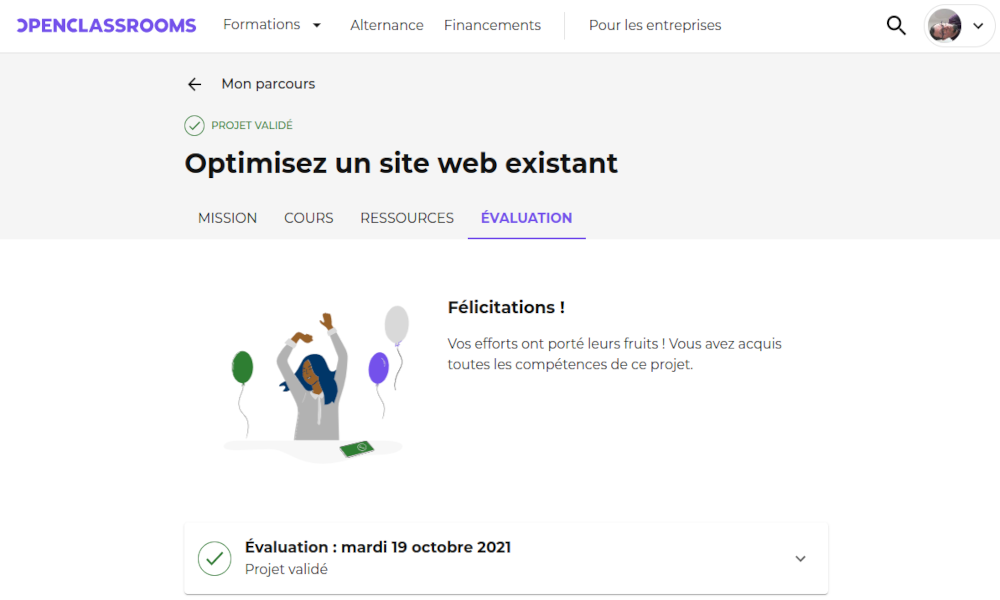 OPENCLASSROOMS Formations Alternance Financements Pour les entreprises
Mon parcours
PROJET VALIDÉ
Optimisez un site web existant
MISSION COURS RESSOURCES ÉVALUATION
Félicitations !
Vos efforts ont porté leurs fruits ! Vous avez acquis
toutes les compétences de ce projet.
Évaluation : mardi 19 octobre 2021
Projet validé